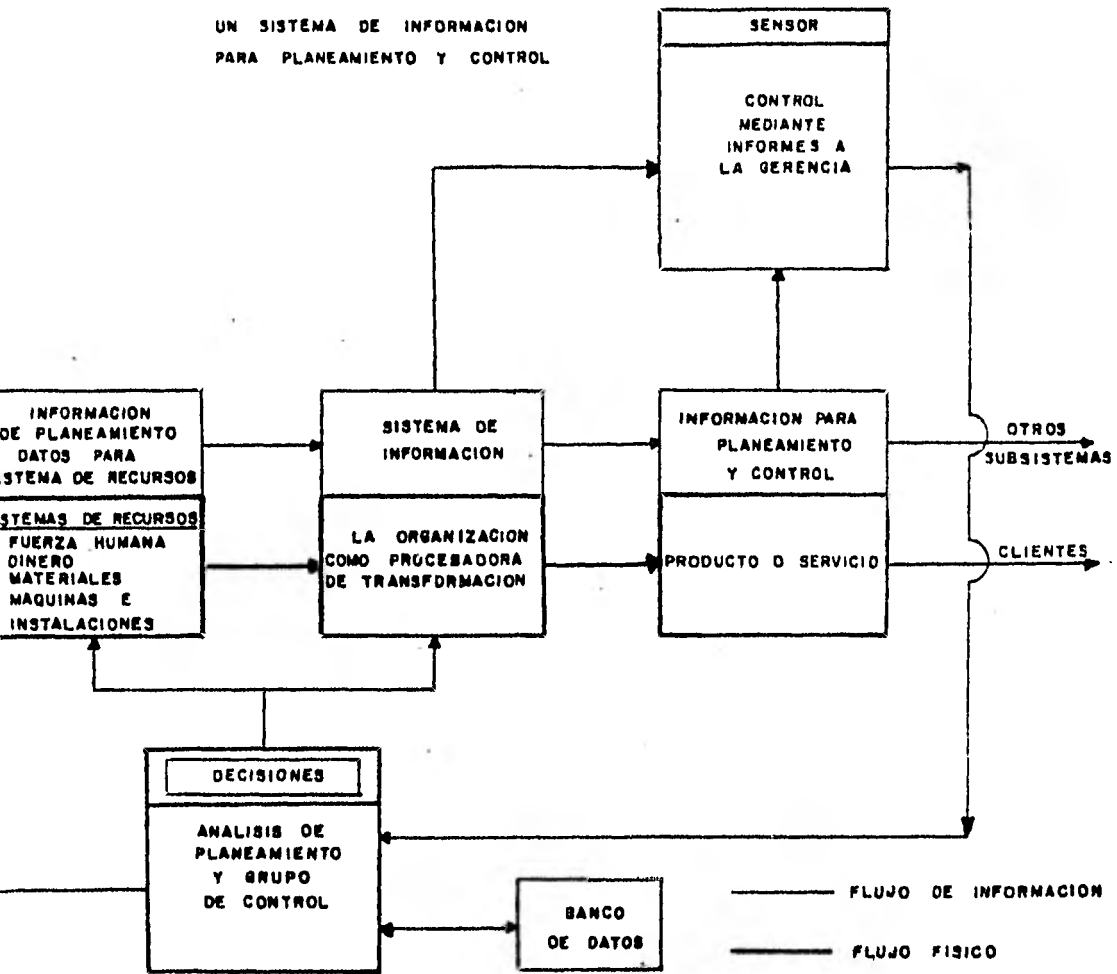 UN SISTEMA DE INFORMACION
PARA PLANEAMIENTO Y CONTROL
SENSOR
CONTROL
MEDIANTE
INFORMES A
LA GERENCIA
INFORMACION
DE PLANEAMIENTO
DATOS PARA
ISTEMA DE RECURSOS
ISTEMAS DE RECURSOS
FUERZA HUMANA
DINERO
MATERIALES
MAQUINAS E
INSTALACIONES
SISTEMA DE
INFORMACION
LA ORGANIZACION
COMO PROCESADORA
DE TRANSFORMACION
INFORMACION PARA
PLANEAMIENTO
Y CONTROL
PRODUCTO O SERVICIO
OTROS
SUBSISTEMAS
CLIENTES
DECISIONES
ANALISIS DE
PLANEAMIENTO
Y GRUPO
DE CONTROL
BANCO
DE DATOS
FLUJO DE INFORMACION
FLUJO FISICO